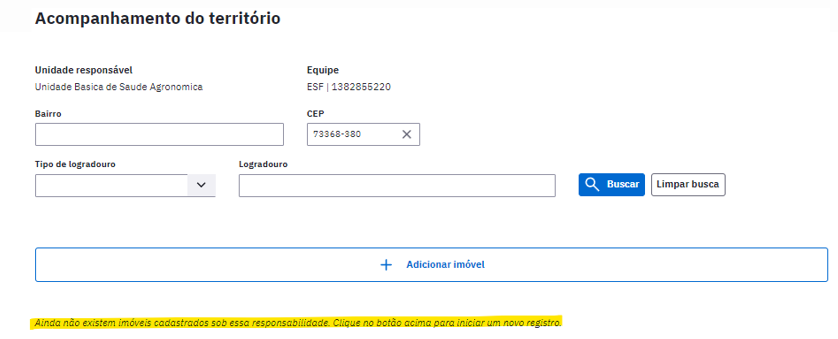 Acompanhamento do território
Unidade responsável
Unidade Basica de Saude Agronomica
Equipe
ESF | 1382855220
Bairro
CEP
73368-380
Tipo de logradouro
Logradouro
Buscar
Limpar busca
Adicionar imóvel
Ainda não existem imóveis cadastrados sob essa responsabilidade. Clique no botão acima para iniciar um novo registro.